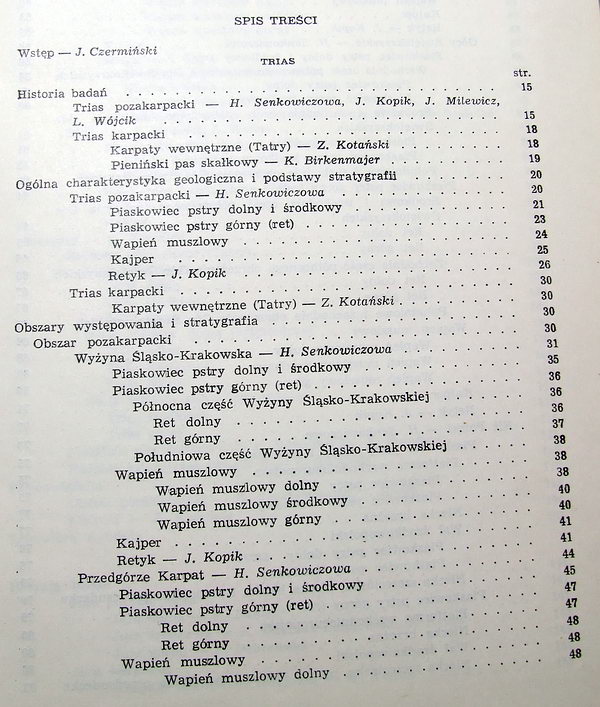 SPIS TREŚCI
Wstęp — J. Czermiński
TRIAS
str.
Historia badań . . . . . . . . . . 15
Trias pozakarpacki — H. Senkowiczowa, J. Kopik, J. Milewicz,
L. Wójcik . . . . . . . . . . 15
Trias karpacki . . . . . . . . . . 18
Karpaty wewnętrzne (Tatry) — Z. Kotański . . . . . 18
Pieniński pas skałkowy — K. Birkenmajer . . . . . 19
Ogólna charakterystyka geologiczna i podstawy stratygrafii . . . . . 20
Trias pozakarpacki — H. Senkowiczowa . . . . . 20
Piaskowiec pstry dolny i środkowy . . . . . 21
Piaskowiec pstry górny (ret) . . . . . 23
Wapień muszlowy . . . . . 24
Kajper . . . . . 25
Retyk — J. Kopik . . . . . 26
Trias karpacki . . . . . 30
Karpaty wewnętrzne (Tatry) — Z. Kotański . . . . . 30
Obszary występowania i stratygrafia . . . . . 30
Obszar pozakarpacki . . . . . 30
Wyżyna Śląsko-Krakowska — H. Senkowiczowa . . . . . 31
Piaskowiec pstry dolny i środkowy . . . . . 35
Piaskowiec pstry górny (ret) . . . . . 36
Północna część Wyżyny Śląsko-Krakowskiej . . . . . 36
Ret dolny . . . . . 36
Ret górny . . . . . 37
Południowa część Wyżyny Śląsko-Krakowskiej . . . . . 38
Wapień muszlowy . . . . . 38
Wapień muszlowy dolny . . . . . 38
Wapień muszlowy środkowy . . . . . 40
Wapień muszlowy górny . . . . . 40
Kajper . . . . . 41
Retyk — J. Kopik . . . . . 41
Przedgórze Karpat — H. Senkowiczowa . . . . . 44
Piaskowiec pstry dolny i środkowy . . . . . 45
Piaskowiec pstry górny (ret) . . . . . 47
Ret dolny . . . . . 47
Ret górny . . . . . 48
Wapień muszlowy . . . . . 48
Wapień muszlowy dolny . . . . . 48